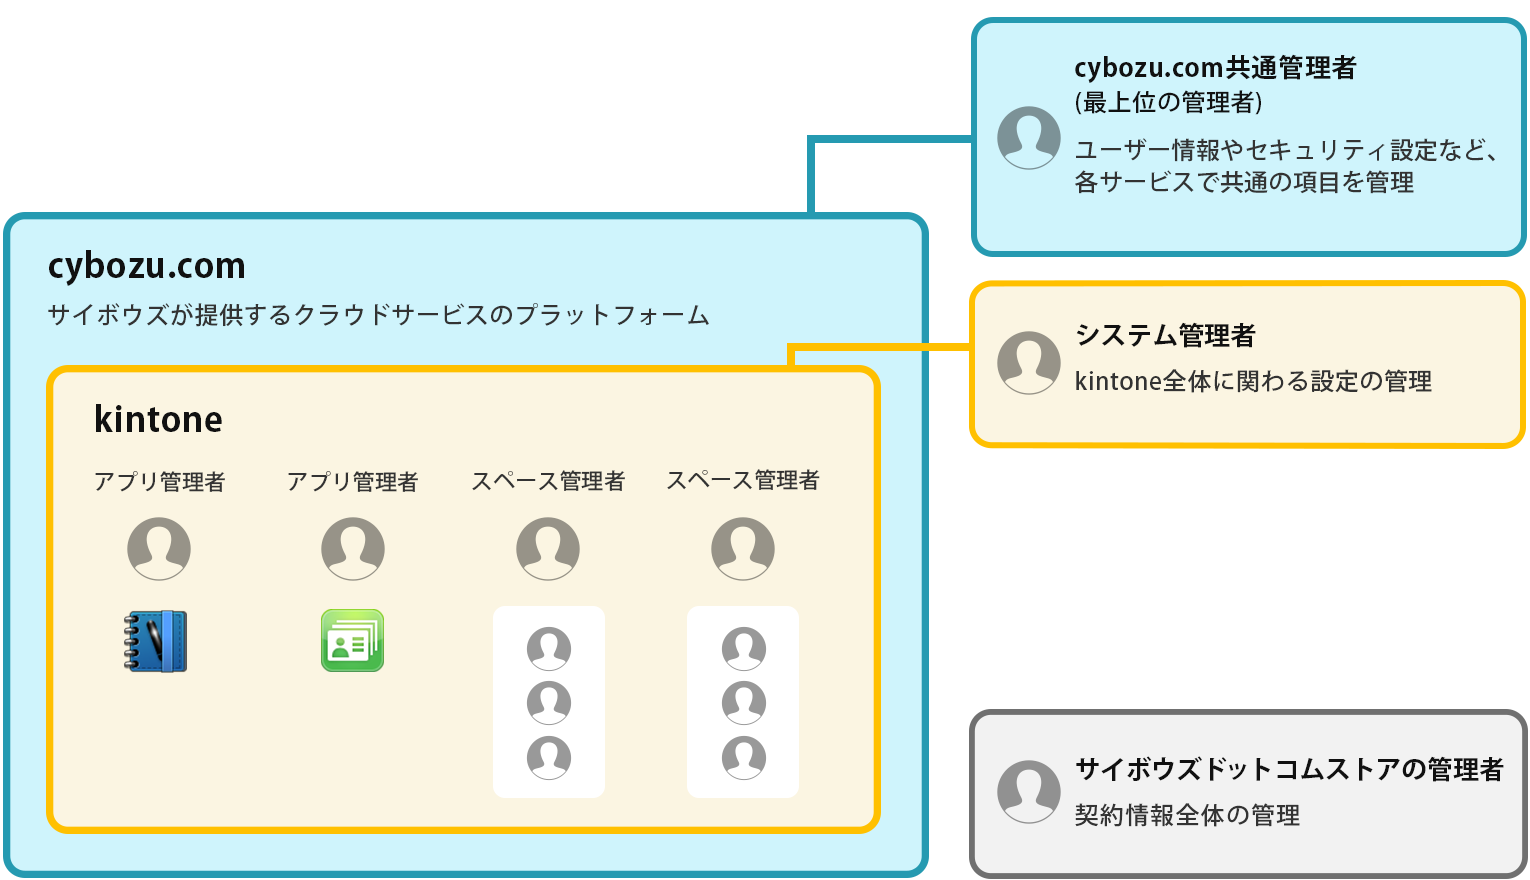 cybozu.com共通管理者
(最上位の管理者)
ユーザー情報やセキュリティ設定など、
各サービスで共通の項目を管理
cybozu.com
サイボウズが提供するクラウドサービスのプラットフォーム
システム管理者
kintone全体に関わる設定の管理
kintone
アプリ管理者
アプリ管理者
スペース管理者
スペース管理者
サイボウズドットコムストアの管理者
契約情報全体の管理